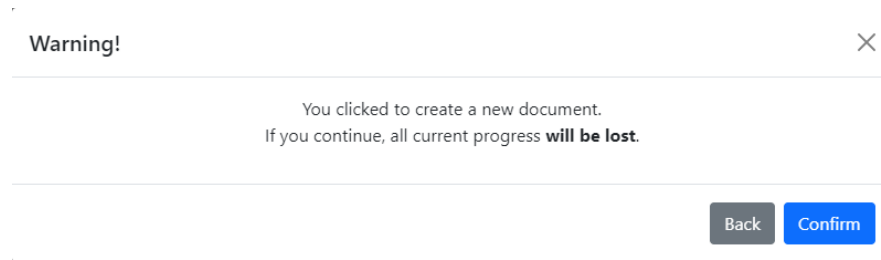 Warning!
You clicked to create a new document.
If you continue, all current progress will be lost.
Back
Confirm